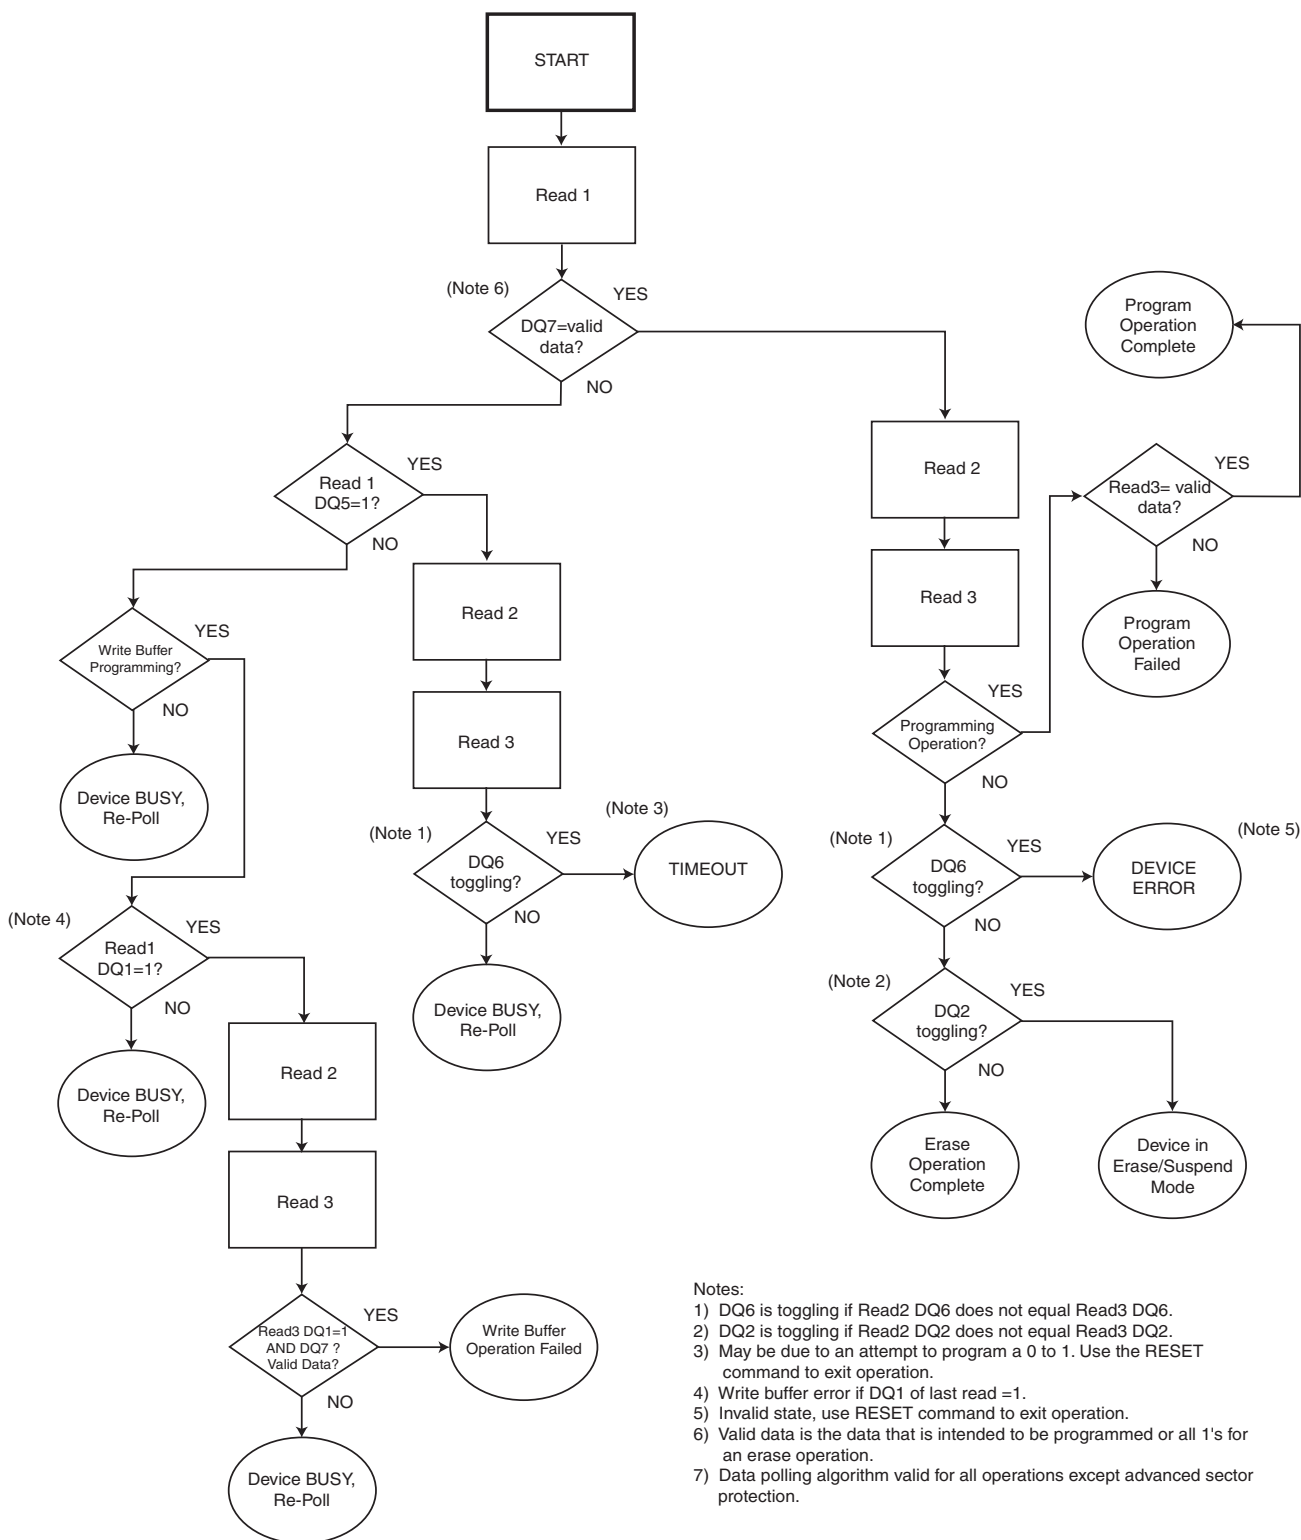 START
Read 1
(Note 6)
YES
DQ7=valid
data?
NO
Program
Operation
Complete
Read 1
DQ5=1?
YES
NO
Read 2
Read3= valid
data?
YES
NO
Read 3
Program
Operation
Failed
Write Buffer
Programming?
YES
NO
Read 2
Read 3
Programming
Operation?
YES
NO
Device BUSY,
Re-Poll
(Note 1)
DQ6
toggling?
YES
NO
(Note 3)
TIMEOUT
(Note 1)
DQ6
toggling?
YES
NO
DEVICE
ERROR
(Note 5)
(Note 4)
Read1
DQ1=1?
YES
NO
Device BUSY,
Re-Poll
(Note 2)
DQ2
toggling?
YES
NO
Device BUSY,
Re-Poll
Read 2
Read 3
Erase
Operation
Complete
Device in
Erase/Suspend
Mode
Read3 DQ1=1
AND DQ7 ?
Valid Data?
YES
NO
Write Buffer
Operation Failed
Device BUSY,
Re-Poll
Notes:
1) DQ6 is toggling if Read2 DQ6 does not equal Read3 DQ6.
2) DQ2 is toggling if Read2 DQ2 does not equal Read3 DQ2.
3) May be due to an attempt to program a 0 to 1. Use the RESET
command to exit operation.
4) Write buffer error if DQ1 of last read =1.
5) Invalid state, use RESET command to exit operation.
6) Valid data is the data that is intended to be programmed or all 1's for
an erase operation.
7) Data polling algorithm valid for all operations except advanced sector
protection.